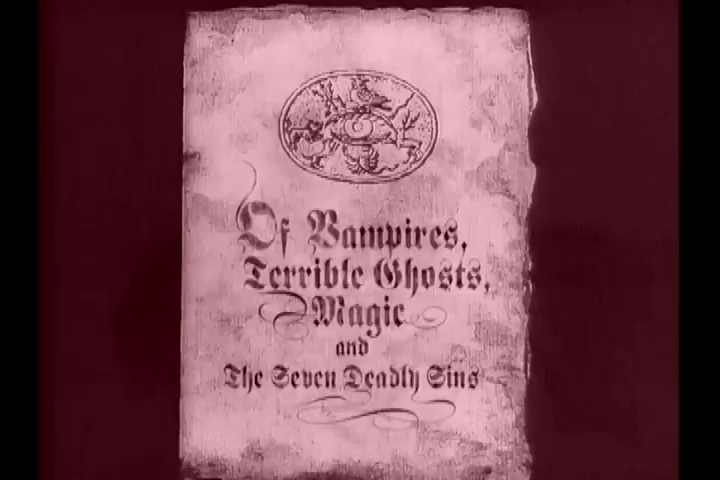 Of Vampires,
Terrible Ghosts,
Magic
and
The Seven Deadly Sins